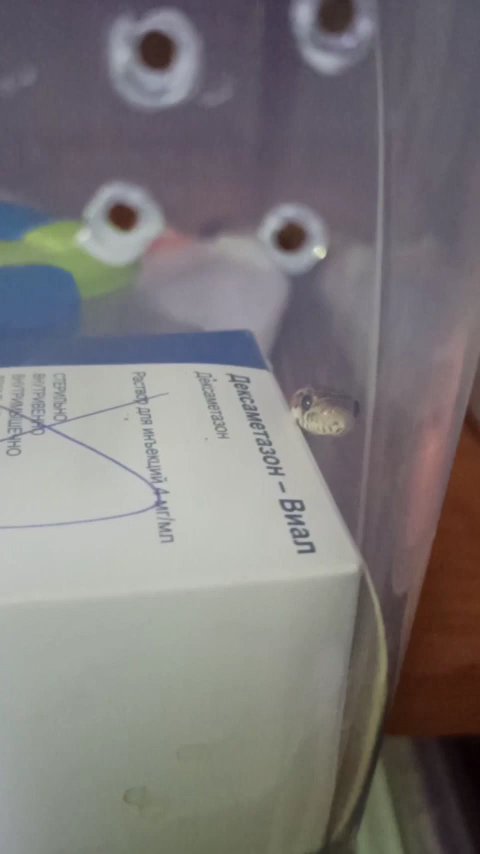 Дексаметазон – Виал
Дексаметазон
Раствор для инъекций 4 мг/мл
СТЕРИЛЬНО
ВНУТРИВЕННО
ВНУТРИМЫШЕЧНО